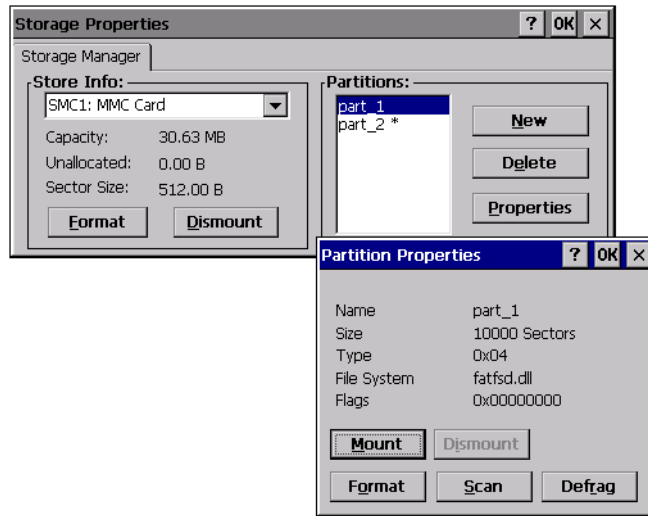 Storage Properties ? OK ×
Storage Manager
Store Info:
SMC1: MMC Card
Capacity: 30.63 MB
Unallocated: 0.00 B
Sector Size: 512.00 B
Format Dismount
Partitions:
part_1
part_2 *
New
Delete
Properties
Partition Properties ? OK ×
Name part_1
Size 10000 Sectors
Type 0x04
File System fatfsd.dll
Flags 0x00000000
Mount Dismount
Format Scan Defrag